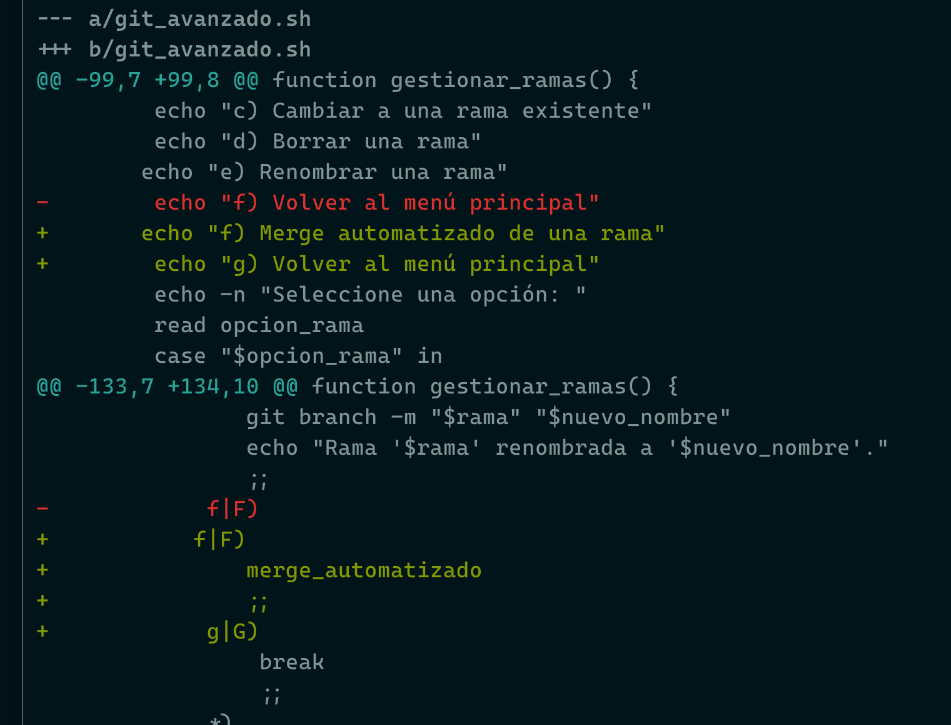 --- a/git_avanzado.sh
+++ b/git_avanzado.sh
@@ -99,7 +99,8 @@ function gestionar_ramas() {
         echo "c) Cambiar a una rama existente"
         echo "d) Borrar una rama"
        echo "e) Renombrar una rama"
-        echo "f) Volver al menú principal"
+       echo "f) Merge automatizado de una rama"
+        echo "g) Volver al menú principal"
         echo -n "Seleccione una opción: "
         read opcion_rama
         case "$opcion_rama" in
@@ -133,7 +134,10 @@ function gestionar_ramas() {
                git branch -m "$rama" "$nuevo_nombre"
                echo "Rama '$rama' renombrada a '$nuevo_nombre'."
                ;;
-            f|F)
+           f|F)
+               merge_automatizado
+               ;;
+            g|G)
                 break
                 ;;
             *)